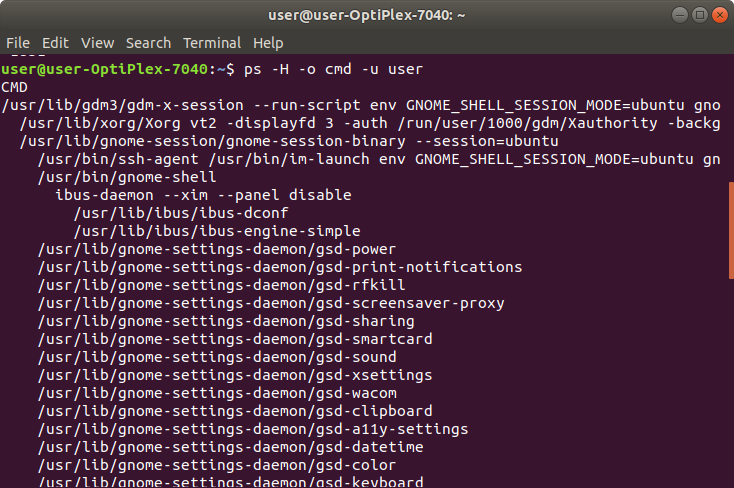 user@user-OptiPlex-7040: ~
File Edit View Search Terminal Help
user@user-OptiPlex-7040:~$ ps -H -o cmd -u user
CMD
/usr/lib/gdm3/gdm-x-session --run-script env GNOME_SHELL_SESSION_MODE=ubuntu gno
  /usr/lib/xorg/Xorg vt2 -displayfd 3 -auth /run/user/1000/gdm/Xauthority -backg
  /usr/lib/gnome-session/gnome-session-binary --session=ubuntu
    /usr/bin/ssh-agent /usr/bin/im-launch env GNOME_SHELL_SESSION_MODE=ubuntu gn
    /usr/bin/gnome-shell
      ibus-daemon --xim --panel disable
        /usr/lib/ibus/ibus-dconf
        /usr/lib/ibus/ibus-engine-simple
    /usr/lib/gnome-settings-daemon/gsd-power
    /usr/lib/gnome-settings-daemon/gsd-print-notifications
    /usr/lib/gnome-settings-daemon/gsd-rfkill
    /usr/lib/gnome-settings-daemon/gsd-screensaver-proxy
    /usr/lib/gnome-settings-daemon/gsd-sharing
    /usr/lib/gnome-settings-daemon/gsd-smartcard
    /usr/lib/gnome-settings-daemon/gsd-sound
    /usr/lib/gnome-settings-daemon/gsd-xsettings
    /usr/lib/gnome-settings-daemon/gsd-wacom
    /usr/lib/gnome-settings-daemon/gsd-clipboard
    /usr/lib/gnome-settings-daemon/gsd-a11y-settings
    /usr/lib/gnome-settings-daemon/gsd-datetime
    /usr/lib/gnome-settings-daemon/gsd-color
    /usr/lib/gnome-settings-daemon/gsd-keyboard